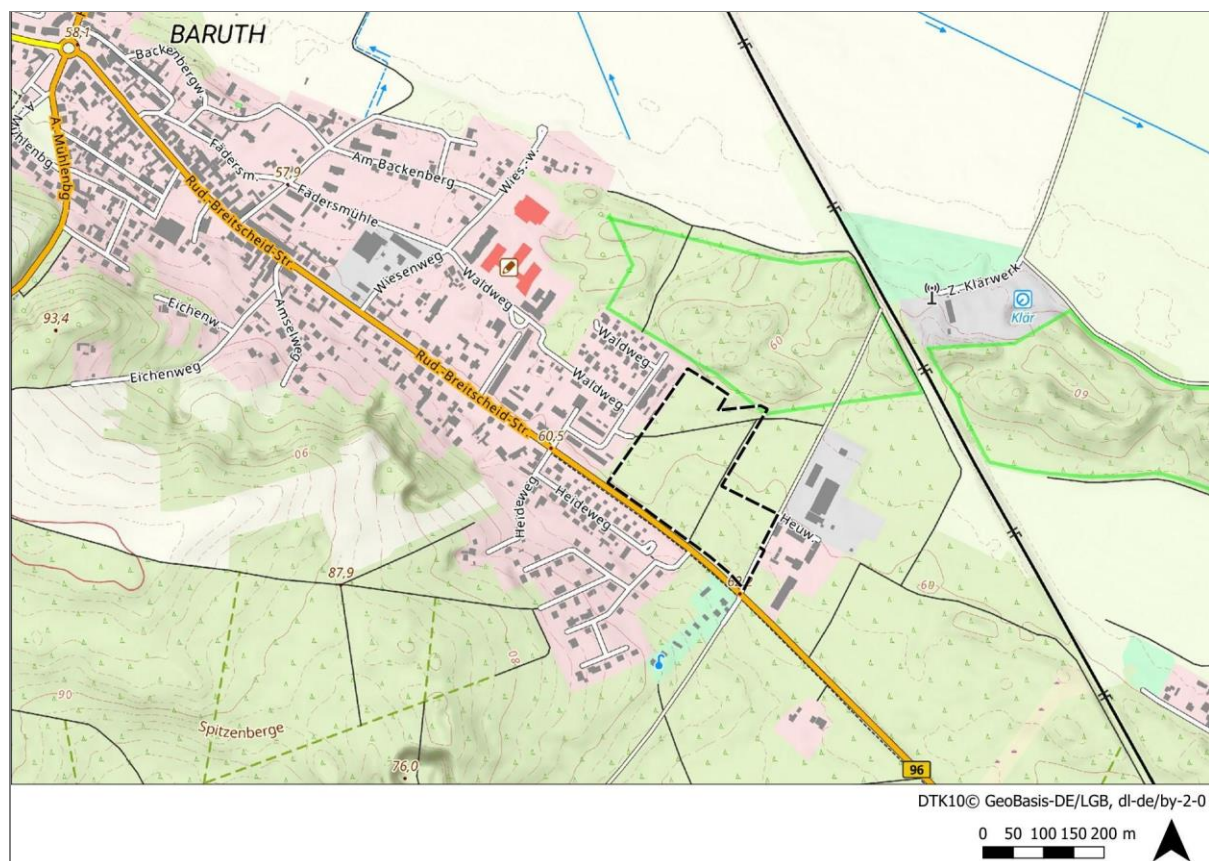 BARUTH
58,1
Backenbergw.
A. Mühlenbg
A. Mühlenbg
Fädersm.
57,9
Am Backenberg
Wies.-w.
Fädersmühle
Rud.-Breitscheid-Str.
Wiesenweg
Waldweg
Z. Klärwerk
Klär
Waldweg
60
60
Eichenw.
Amselweg
93,4
Eichenweg
Rud.-Breitscheid-Str.
Waldweg
60,5
90
Heideweg
Heideweg
Heuw.
87,9
60
80
90
Spitzenberge
76,0
96
DTK10© GeoBasis-DE/LGB, dl-de/by-2-0
0 50 100 150 200 m